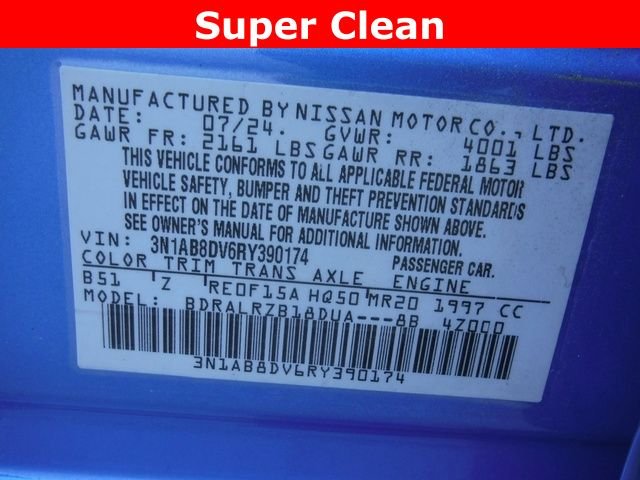 Super Clean
MANUFACTURED BY NISSAN MOTOR CO., LTD.
DATE: 07/24. GVWR: 4001 LBS
GAWR FR: 2161 LBS GAWR RR: 1863 LBS
THIS VEHICLE CONFORMS TO ALL APPLICABLE FEDERAL MOTOR
VEHICLE SAFETY, BUMPER AND THEFT PREVENTION STANDARDS
IN EFFECT ON THE DATE OF MANUFACTURE SHOWN ABOVE.
SEE OWNER'S MANUAL FOR ADDITIONAL INFORMATION.
VIN: 3N1AB8DV6RY390174 PASSENGER CAR.
COLOR TRIM TRANS AXLE ENGINE
B51 Z RE0F15A HQ50 MR20 1997 CC
MODEL: BDRALRZB18DUA---8B 4Z000
3N1AB8DV6RY390174